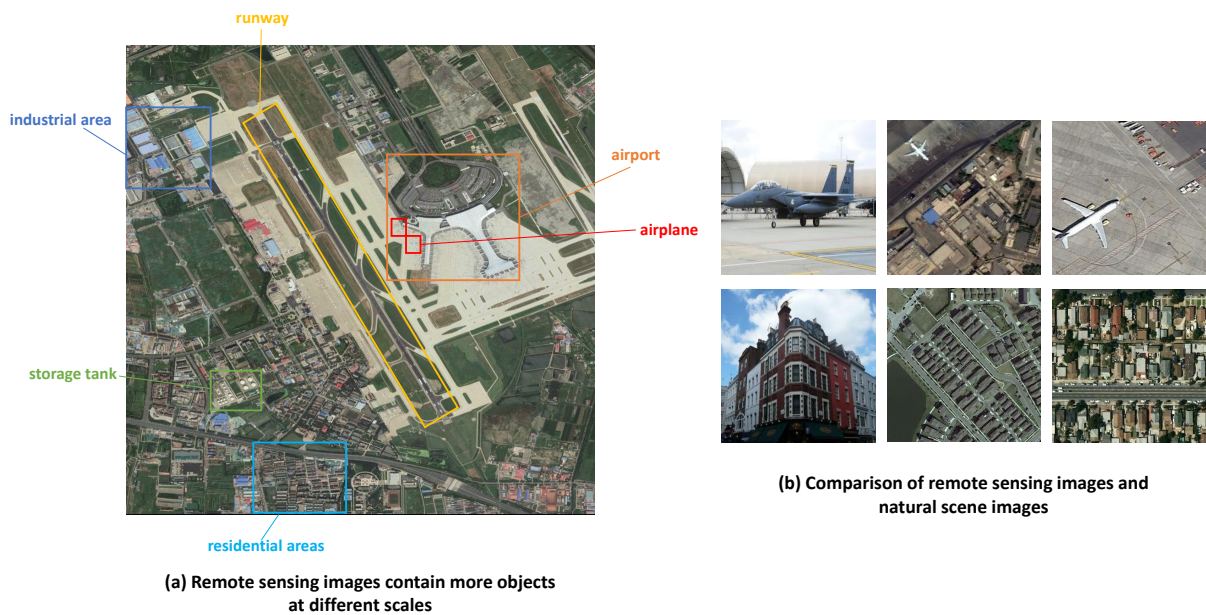 runway
industrial area
airport
airplane
storage tank
residential areas
(a) Remote sensing images contain more objects
at different scales
(b) Comparison of remote sensing images and
natural scene images